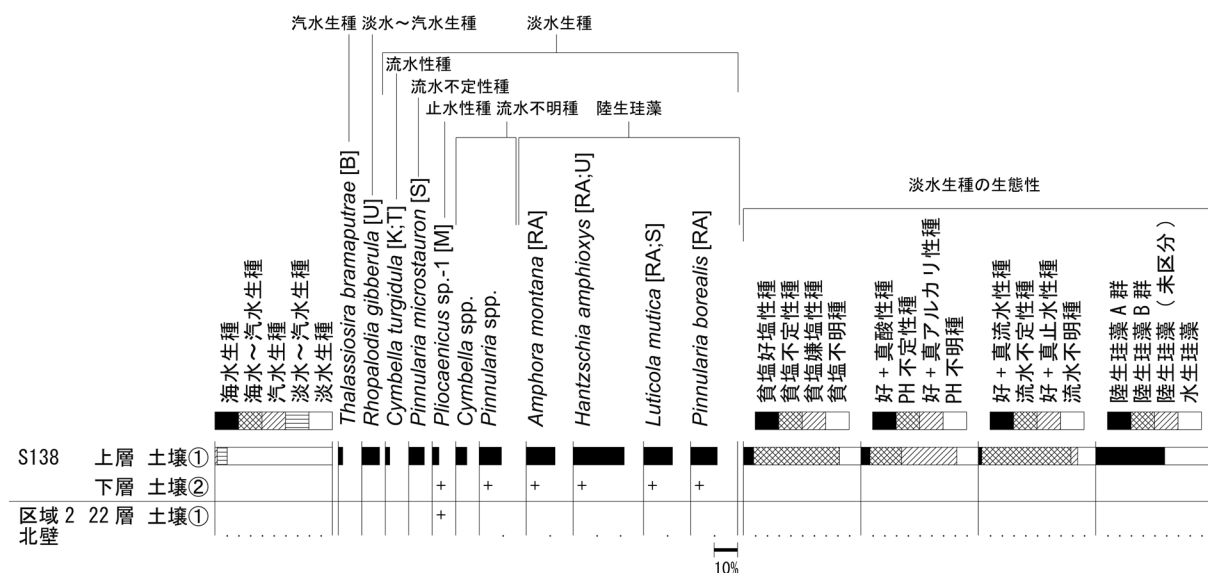 汽水生種 淡水～汽水生種 淡水生種
流水性種
流水不定性種
止水性種 流水不明種 陸生珪藻
淡水生種の生態性
海水生種
海水～汽水生種
汽水生種
淡水～汽水生種
淡水生種
Thalassiosira bramaputrae [B]
Rhopalodia gibberula [U]
Cymbella turgidula [K;T]
Pinnularia microstauron [S]
Pliocaenicus sp.-1 [M]
Cymbella spp.
Pinnularia spp.
Amphora montana [RA]
Hantzschia amphioxys [RA;U]
Luticola mutica [RA;S]
Pinnularia borealis [RA]
貧塩好塩性種
貧塩不定性種
貧塩嫌塩性種
貧塩不明種
好+真酸性種
PH 不定性種
好+真アルカリ性種
PH 不明種
好+真流水性種
流水不定性種
好+真止水性種
流水不明種
陸生珪藻A群
陸生珪藻B群
陸生珪藻(未区分)
水生珪藻
S138 上層 土壌①
下層 土壌② + + + + + +
区域2 22層 土壌① +
北壁
10%